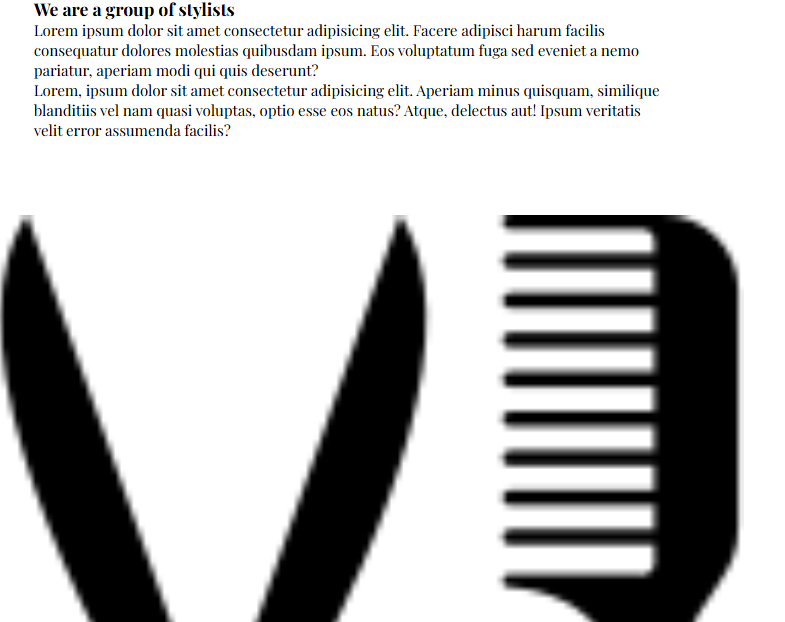 We are a group of stylists
Lorem ipsum dolor sit amet consectetur adipisicing elit. Facere adipisci harum facilis
consequatur dolores molestias quibusdam ipsum. Eos voluptatum fuga sed eveniet a nemo
pariatur, aperiam modi qui quis deserunt?
Lorem, ipsum dolor sit amet consectetur adipisicing elit. Aperiam minus quisquam, similique
blanditiis vel nam quasi voluptas, optio esse eos natus? Atque, delectus aut! Ipsum veritatis
velit error assumenda facilis?